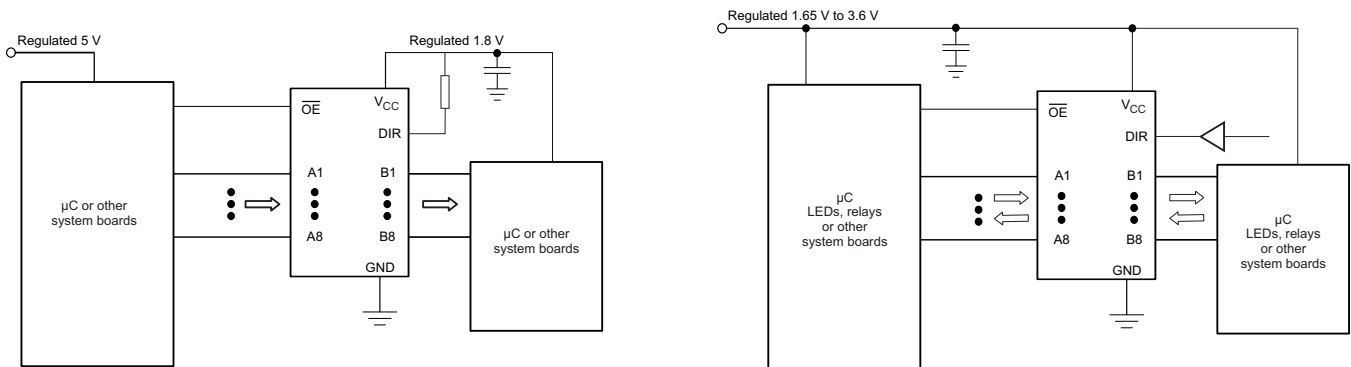 Regulated 5 V
Regulated 1.8 V
OE
VCC
DIR
A1
B1
A8
B8
GND
µC or other
system boards
µC or other
system boards
Regulated 1.65 V to 3.6 V
OE
VCC
DIR
A1
B1
A8
B8
GND
µC
LEDs, relays
or other
system boards
µC
LEDs, relays
or other
system boards